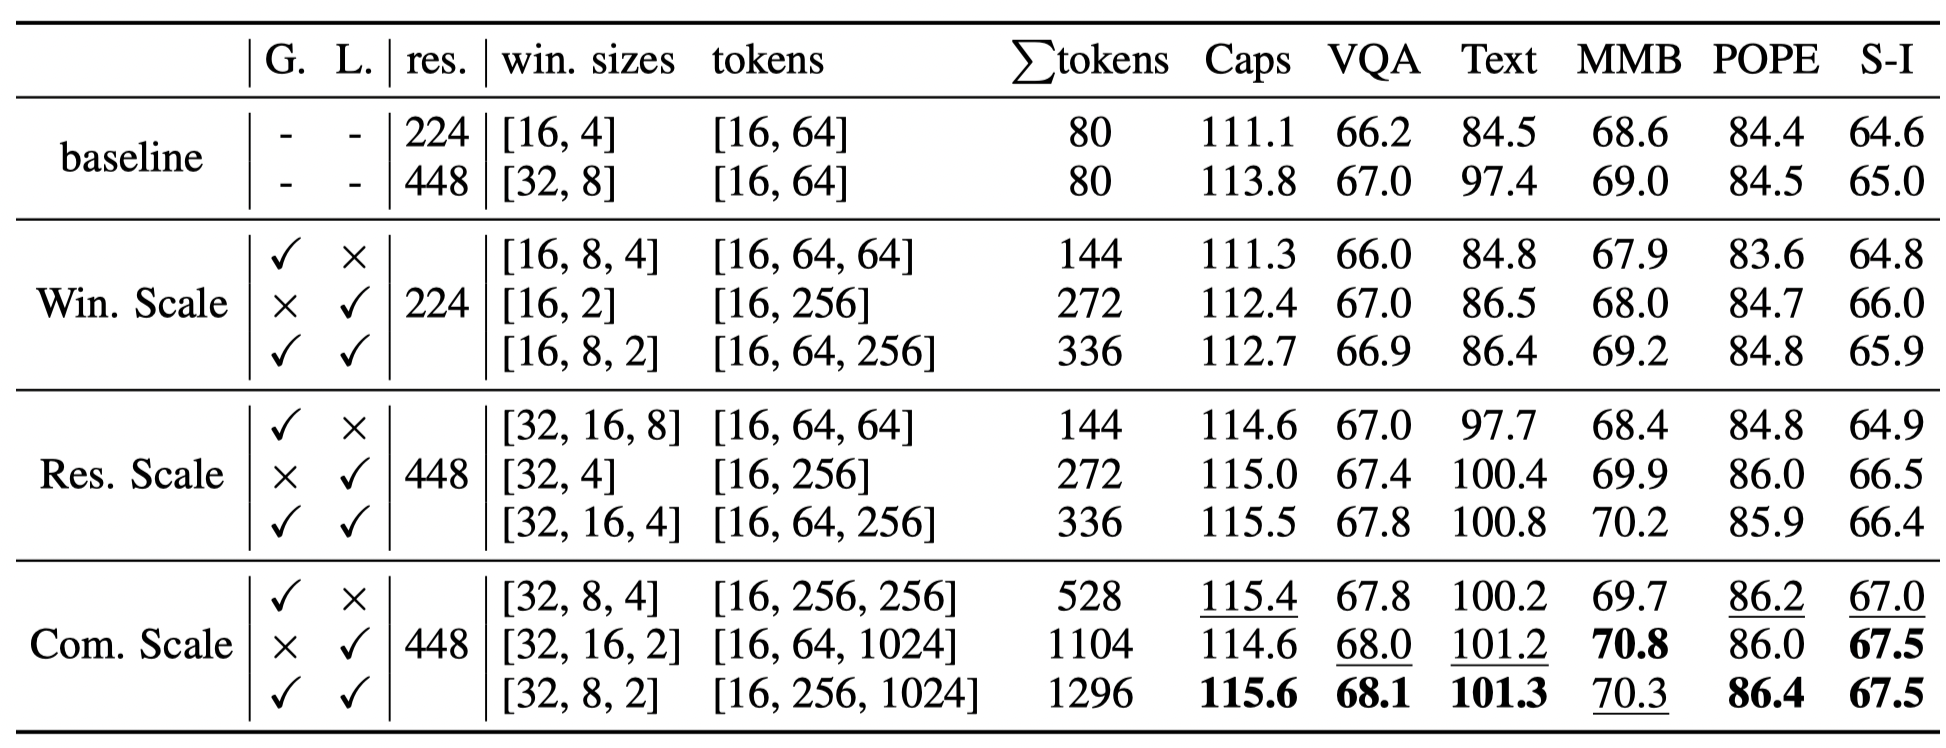 G. L. res. win. sizes tokens ∑tokens Caps VQA Text MMB POPE S-I
baseline
- - 224 [16, 4] [16, 64] 80 111.1 66.2 84.5 68.6 84.4 64.6
- - 448 [32, 8] [16, 64] 80 113.8 67.0 97.4 69.0 84.5 65.0
✓ × [16, 8, 4] [16, 64, 64] 144 111.3 66.0 84.8 67.9 83.6 64.8
Win. Scale × ✓ 224 [16, 2] [16, 256] 272 112.4 67.0 86.5 68.0 84.7 66.0
✓ ✓ [16, 8, 2] [16, 64, 256] 336 112.7 66.9 86.4 69.2 84.8 65.9
✓ × [32, 16, 8] [16, 64, 64] 144 114.6 67.0 97.7 68.4 84.8 64.9
Res. Scale × ✓ 448 [32, 4] [16, 256] 272 115.0 67.4 100.4 69.9 86.0 66.5
✓ ✓ [32, 16, 4] [16, 64, 256] 336 115.5 67.8 100.8 70.2 85.9 66.4
✓ × [32, 8, 4] [16, 256, 256] 528 115.4 67.8 100.2 69.7 86.2 67.0
Com. Scale × ✓ 448 [32, 16, 2] [16, 64, 1024] 1104 114.6 68.0 101.2 70.8 86.0 67.5
✓ ✓ [32, 8, 2] [16, 256, 1024] 1296 115.6 68.1 101.3 70.3 86.4 67.5